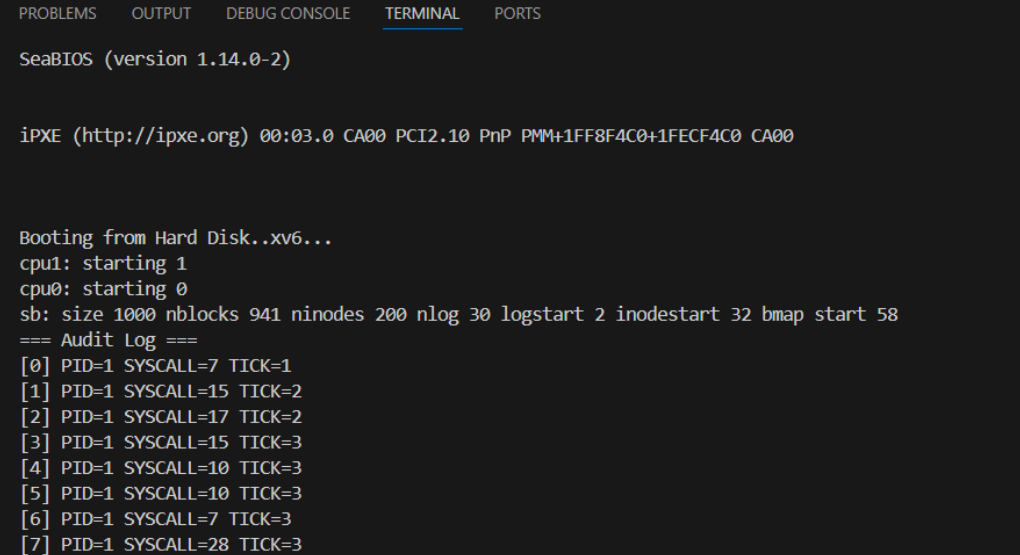 PROBLEMS OUTPUT DEBUG CONSOLE TERMINAL PORTS
SeaBIOS (version 1.14.0-2)
iPXE (http://ipxe.org) 00:03.0 CA00 PCI2.10 PnP PMM+1FF8F4C0+1FECF4C0 CA00
Booting from Hard Disk..xv6...
cpu1: starting 1
cpu0: starting 0
sb: size 1000 nblocks 941 ninodes 200 nlog 30 logstart 2 inodestart 32 bmap start 58
=== Audit Log ===
[0] PID=1 SYSCALL=7 TICK=1
[1] PID=1 SYSCALL=15 TICK=2
[2] PID=1 SYSCALL=17 TICK=2
[3] PID=1 SYSCALL=15 TICK=3
[4] PID=1 SYSCALL=10 TICK=3
[5] PID=1 SYSCALL=10 TICK=3
[6] PID=1 SYSCALL=7 TICK=3
[7] PID=1 SYSCALL=28 TICK=3